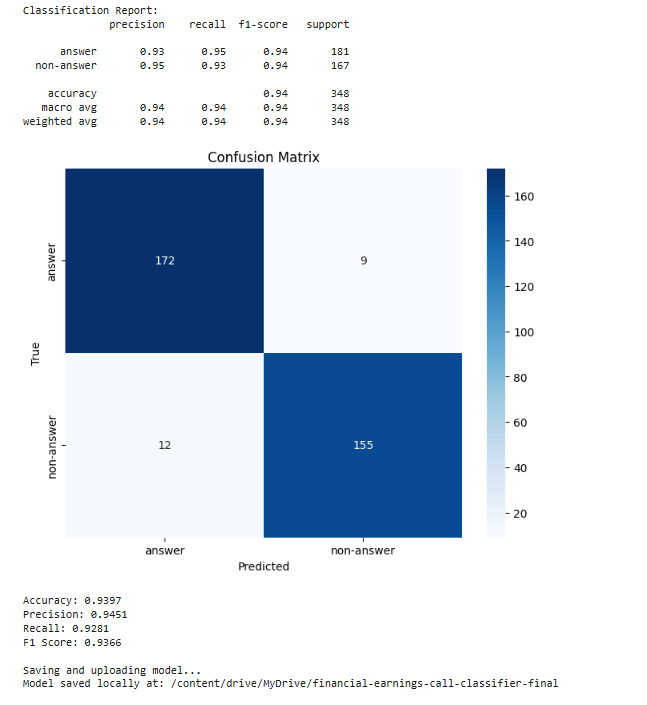 Classification Report:
precision recall f1-score support
answer 0.93 0.95 0.94 181
non-answer 0.95 0.93 0.94 167
accuracy 0.94 348
macro avg 0.94 0.94 0.94 348
weighted avg 0.94 0.94 0.94 348
Confusion Matrix
160
answer 172 9
140
120
True
100
80
non-answer 12 155
60
40
20
answer non-answer
Predicted
Accuracy: 0.9397
Precision: 0.9451
Recall: 0.9281
F1 Score: 0.9366
Saving and uploading model...
Model saved locally at: /content/drive/MyDrive/financial-earnings-call-classifier-final